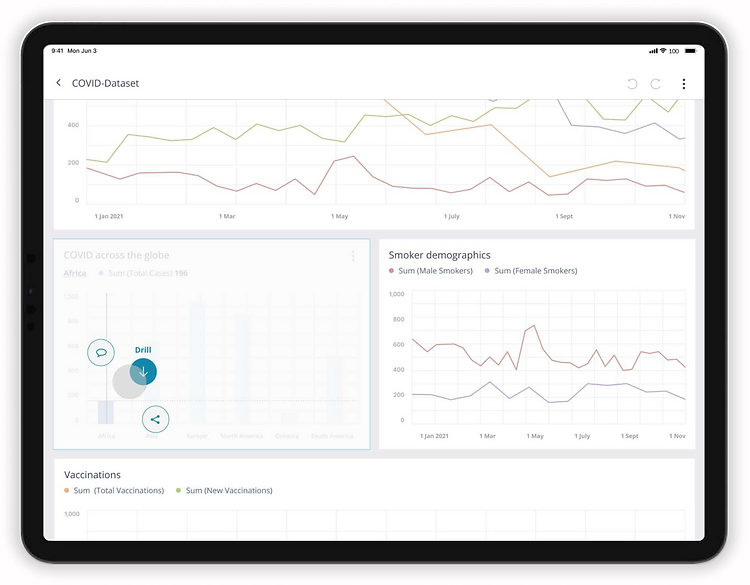 9:41 Mon Jun 3
100
COVID-Dataset
400
200
0
1 Jan 2021 1 Mar 1 May 1 July 1 Sept 1 Nov
COVID across the globe
Africa Sum (Total Cases) 196
1,200
200
0
Drill
Africa Asia Europe North America Oceania South America
Smoker demographics
Sum (Male Smokers) Sum (Female Smokers)
1,000
800
600
400
200
0
1 Jan 2021 1 Mar 1 May 1 July 1 Sept 1 Nov
Vaccinations
Sum (Total Vaccinations) Sum (New Vaccinations)
1,000